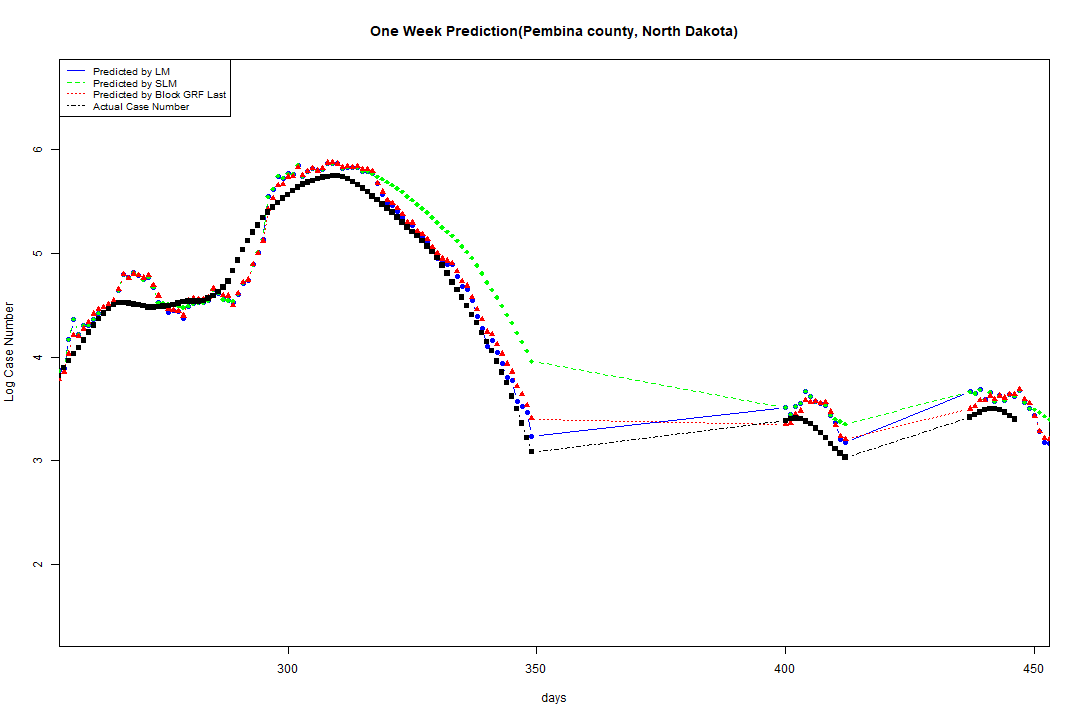 One Week Prediction(Pembina county, North Dakota)
Predicted by LM
Predicted by SLM
Predicted by Block GRF Last
Actual Case Number
Log Case Number
6
5
4
3
2
300 350 400 450
days